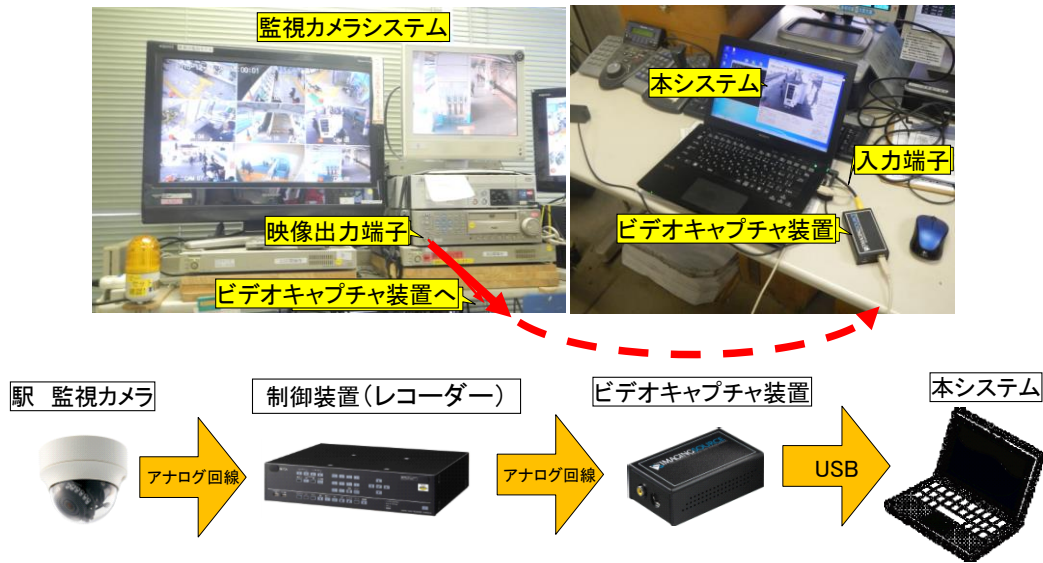 監視カメラシステム
本システム
入力端子
映像出力端子
ビデオキャプチャ装置
ビデオキャプチャ装置へ
駅 監視カメラ
制御装置(レコーダー)
ビデオキャプチャ装置
本システム
アナログ回線
アナログ回線
USB